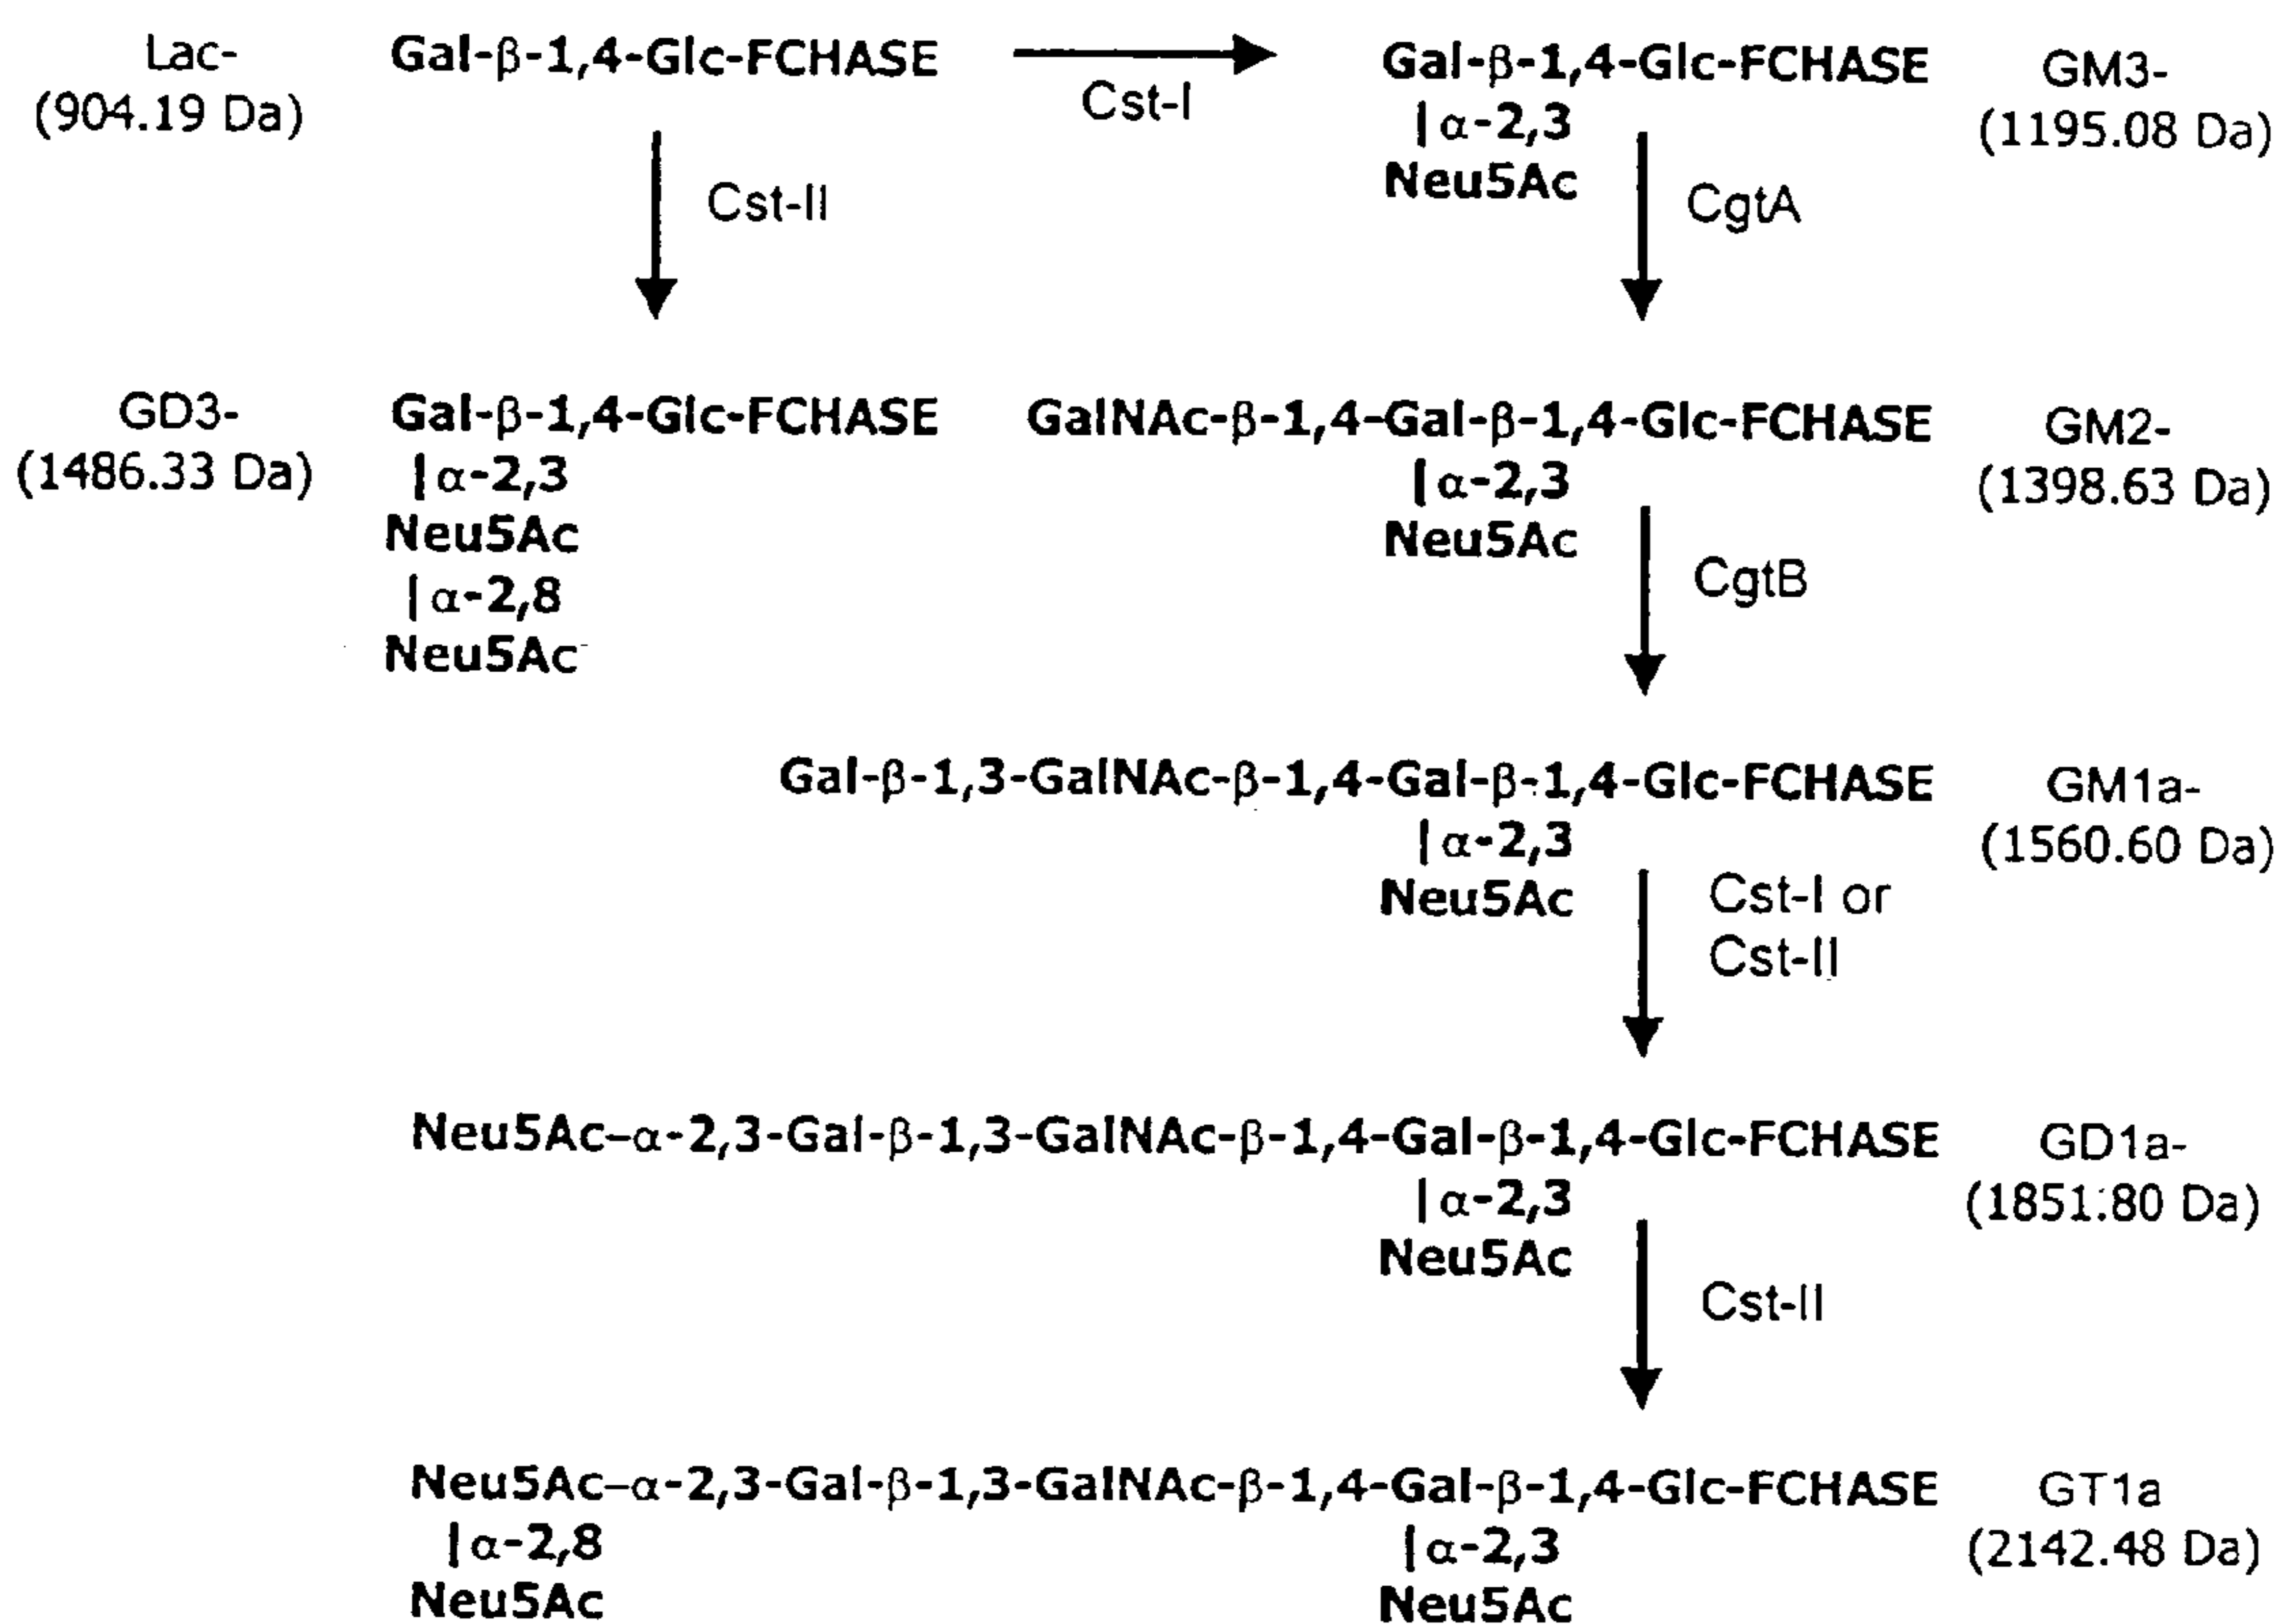 Lac- Gal-β-1,4-Glc-FCHASE Gal-β-1,4-Glc-FCHASE GM3-
(904.19 Da) Cst-I |α-2,3 (1195.08 Da)
Neu5Ac
Cst-II CgtA
GD3- Gal-β-1,4-Glc-FCHASE GalNAc-β-1,4-Gal-β-1,4-Glc-FCHASE GM2-
(1486.33 Da) |α-2,3 |α-2,3 (1398.63 Da)
Neu5Ac Neu5Ac
|α-2,8 CgtB
Neu5Ac
Gal-β-1,3-GalNAc-β-1,4-Gal-β-1,4-Glc-FCHASE GM1a-
|α-2,3 (1560.60 Da)
Neu5Ac Cst-I or
Cst-II
Neu5Ac–α-2,3-Gal-β-1,3-GalNAc-β-1,4-Gal-β-1,4-Glc-FCHASE GD1a-
|α-2,3 (1851.80 Da)
Neu5Ac
Cst-II
Neu5Ac–α-2,3-Gal-β-1,3-GalNAc-β-1,4-Gal-β-1,4-Glc-FCHASE GT1a
|α-2,8 |α-2,3 (2142.48 Da)
Neu5Ac Neu5Ac